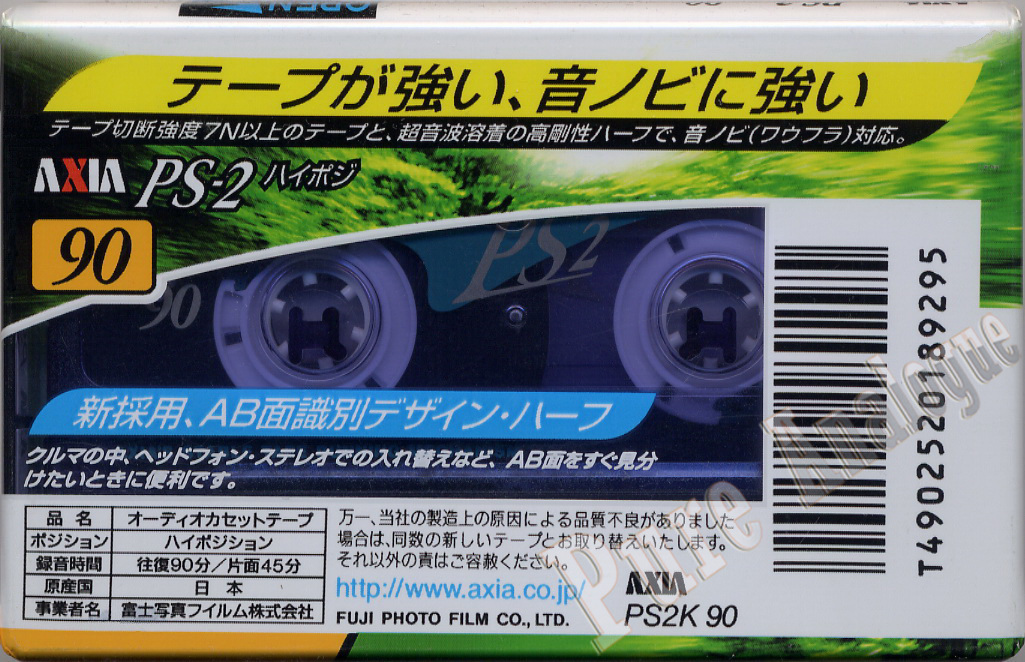 OPEN
テープが強い、音ノビに強い
テープ切断強度7N以上のテープと、超音波溶着の高剛性ハーフで、音ノビ(ワウフラ)対応。
AXIA PS-2 ハイポジ
90
PS2
90
新採用、AB面識別デザイン・ハーフ
クルマの中、ヘッドフォン・ステレオでの入れ替えなど、AB面をすぐ見分
けたいときに便利です。
品名 オーディオカセットテープ
ポジション ハイポジション
録音時間 往復90分/片面45分
原産国 日本
事業者名 富士写真フイルム株式会社
万一、当社の製造上の原因による品質不良がありました
場合は、同数の新しいテープとお取り替えいたします。
それ以外の責はご容赦ください。
http://www.axia.co.jp/
FUJI PHOTO FILM CO., LTD.
AXIA
PS2K 90
T4902520189295
Pure Analogue